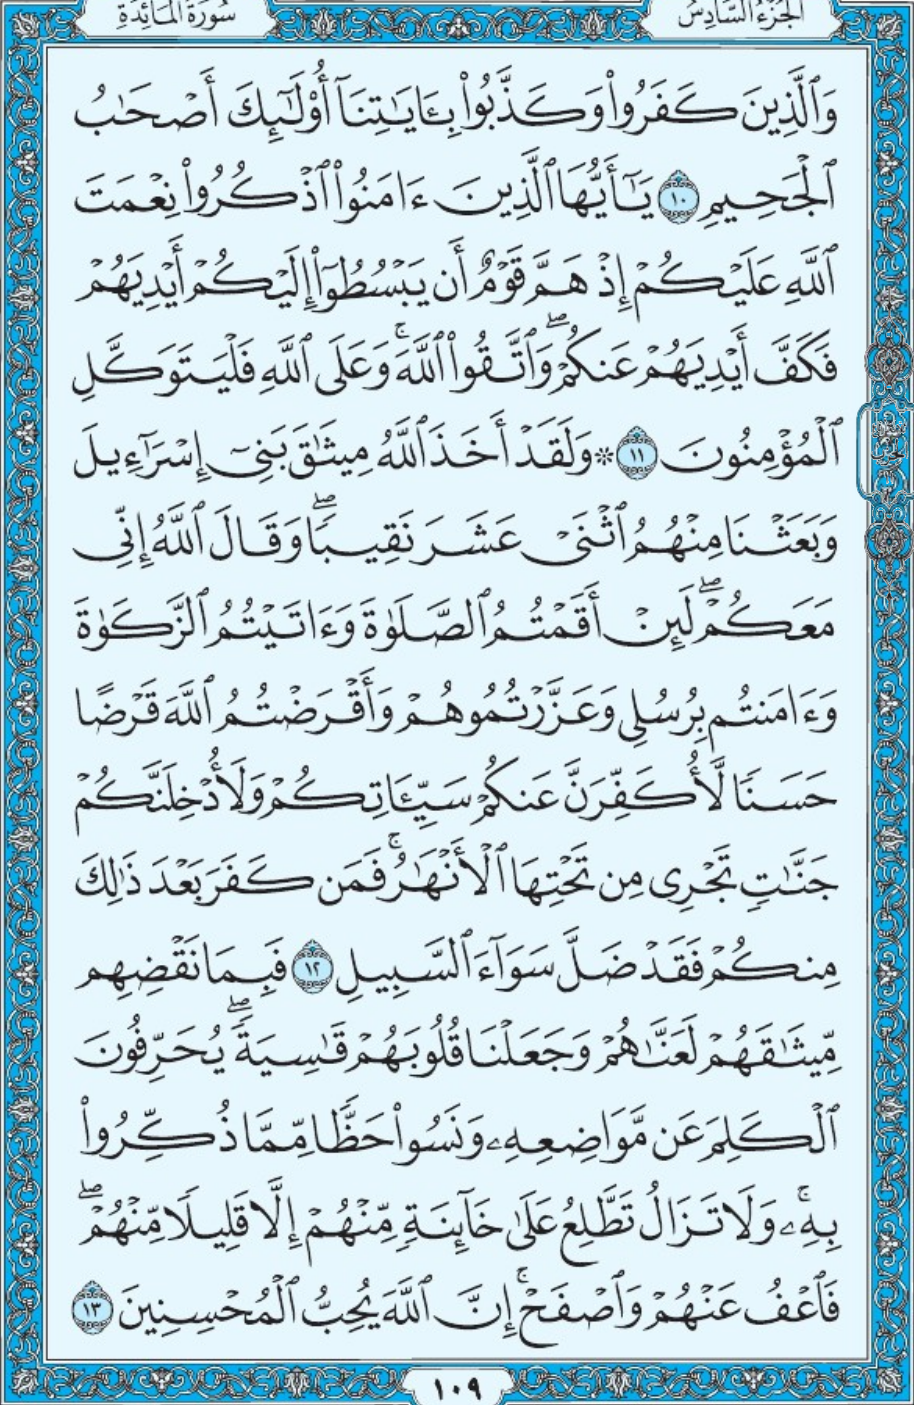 الجزء السادس
سورة المائدة
وَٱلَّذِينَ كَفَرُواْ وَكَذَّبُواْ بِـَٔايَٰتِنَآ أُوْلَٰٓئِكَ أَصۡحَٰبُ
ٱلۡجَحِيمِ ١٠ يَٰٓأَيُّهَا ٱلَّذِينَ ءَامَنُواْ ٱذۡكُرُواْ نِعۡمَتَ
ٱللَّهِ عَلَيۡكُمۡ إِذۡ هَمَّ قَوۡمٌ أَن يَبۡسُطُوٓاْ إِلَيۡكُمۡ أَيۡدِيَهُمۡ
فَكَفَّ أَيۡدِيَهُمۡ عَنكُمۡۖ وَٱتَّقُواْ ٱللَّهَۚ وَعَلَى ٱللَّهِ فَلۡيَتَوَكَّلِ
ٱلۡمُؤۡمِنُونَ ١١ ۞ وَلَقَدۡ أَخَذَ ٱللَّهُ مِيثَٰقَ بَنِيٓ إِسۡرَٰٓءِيلَ
وَبَعَثۡنَا مِنۡهُمُ ٱثۡنَيۡ عَشَرَ نَقِيبٗاۖ وَقَالَ ٱللَّهُ إِنِّي
مَعَكُمۡۖ لَئِنۡ أَقَمۡتُمُ ٱلصَّلَوٰةَ وَءَاتَيۡتُمُ ٱلزَّكَوٰةَ
وَءَامَنتُم بِرُسُلِي وَعَزَّرۡتُمُوهُمۡ وَأَقۡرَضۡتُمُ ٱللَّهَ قَرۡضًا
حَسَنٗا لَّأُكَفِّرَنَّ عَنكُمۡ سَيِّـَٔاتِكُمۡ وَلَأُدۡخِلَنَّكُمۡ
جَنَّٰتٖ تَجۡرِي مِن تَحۡتِهَا ٱلۡأَنۡهَٰرُۚ فَمَن كَفَرَ بَعۡدَ ذَٰلِكَ
مِنكُمۡ فَقَدۡ ضَلَّ سَوَآءَ ٱلسَّبِيلِ ١٢ فَبِمَا نَقۡضِهِم
مِّيثَٰقَهُمۡ لَعَنَّٰهُمۡ وَجَعَلۡنَا قُلُوبَهُمۡ قَٰسِيَةٗۖ يُحَرِّفُونَ
ٱلۡكَلِمَ عَن مَّوَاضِعِهِۦ وَنَسُواْ حَظّٗا مِّمَّا ذُكِّرُواْ
بِهِۦۚ وَلَا تَزَالُ تَطَّلِعُ عَلَىٰ خَآئِنَةٖ مِّنۡهُمۡ إِلَّا قَلِيلٗا مِّنۡهُمۡۖ
فَٱعۡفُ عَنۡهُمۡ وَٱصۡفَحۡۚ إِنَّ ٱللَّهَ يُحِبُّ ٱلۡمُحۡسِنِينَ ١٣
١٠٩